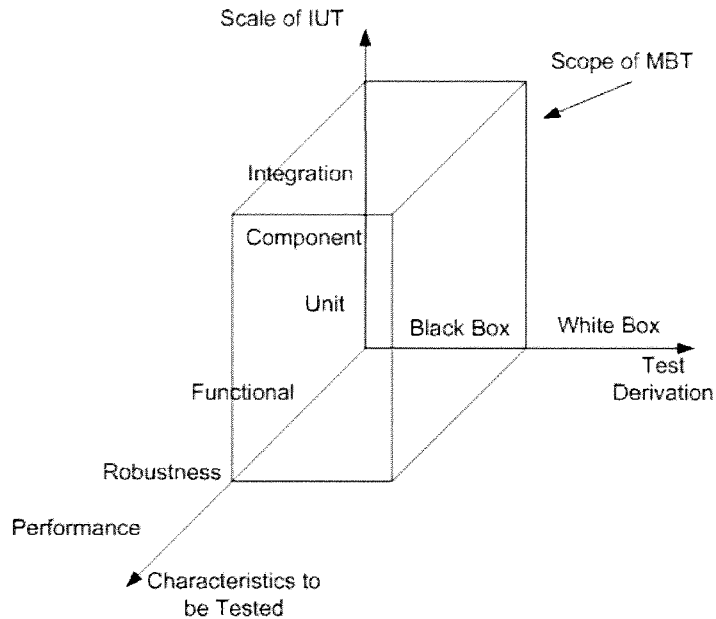 Scale of IUT
Scope of MBT
Integration
Component
Unit
Black Box
White Box
Test
Derivation
Functional
Robustness
Performance
Characteristics to
be Tested